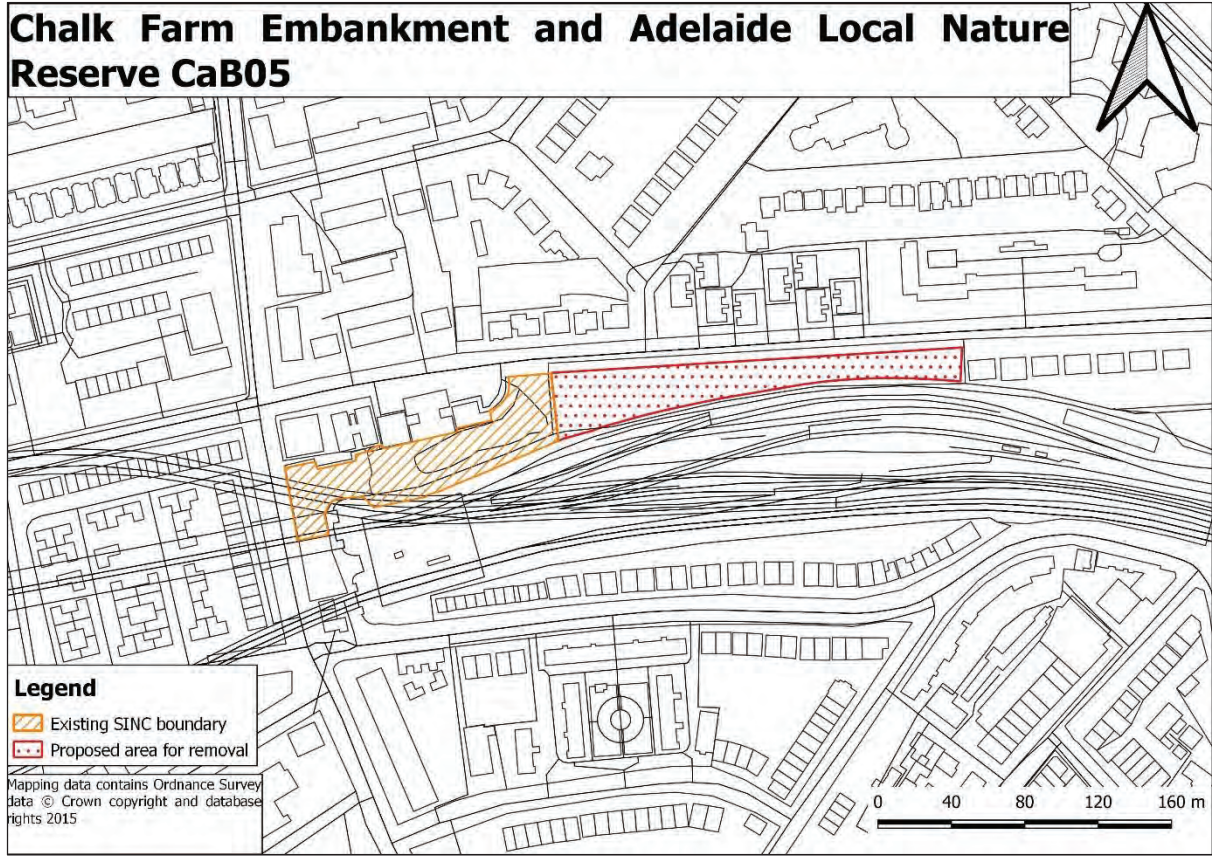 Chalk Farm Embankment and Adelaide Local Nature
Reserve CaB05
Legend
Existing SINC boundary
Proposed area for removal
Mapping data contains Ordnance Survey
data © Crown copyright and database
rights 2015
0 40 80 120 160 m